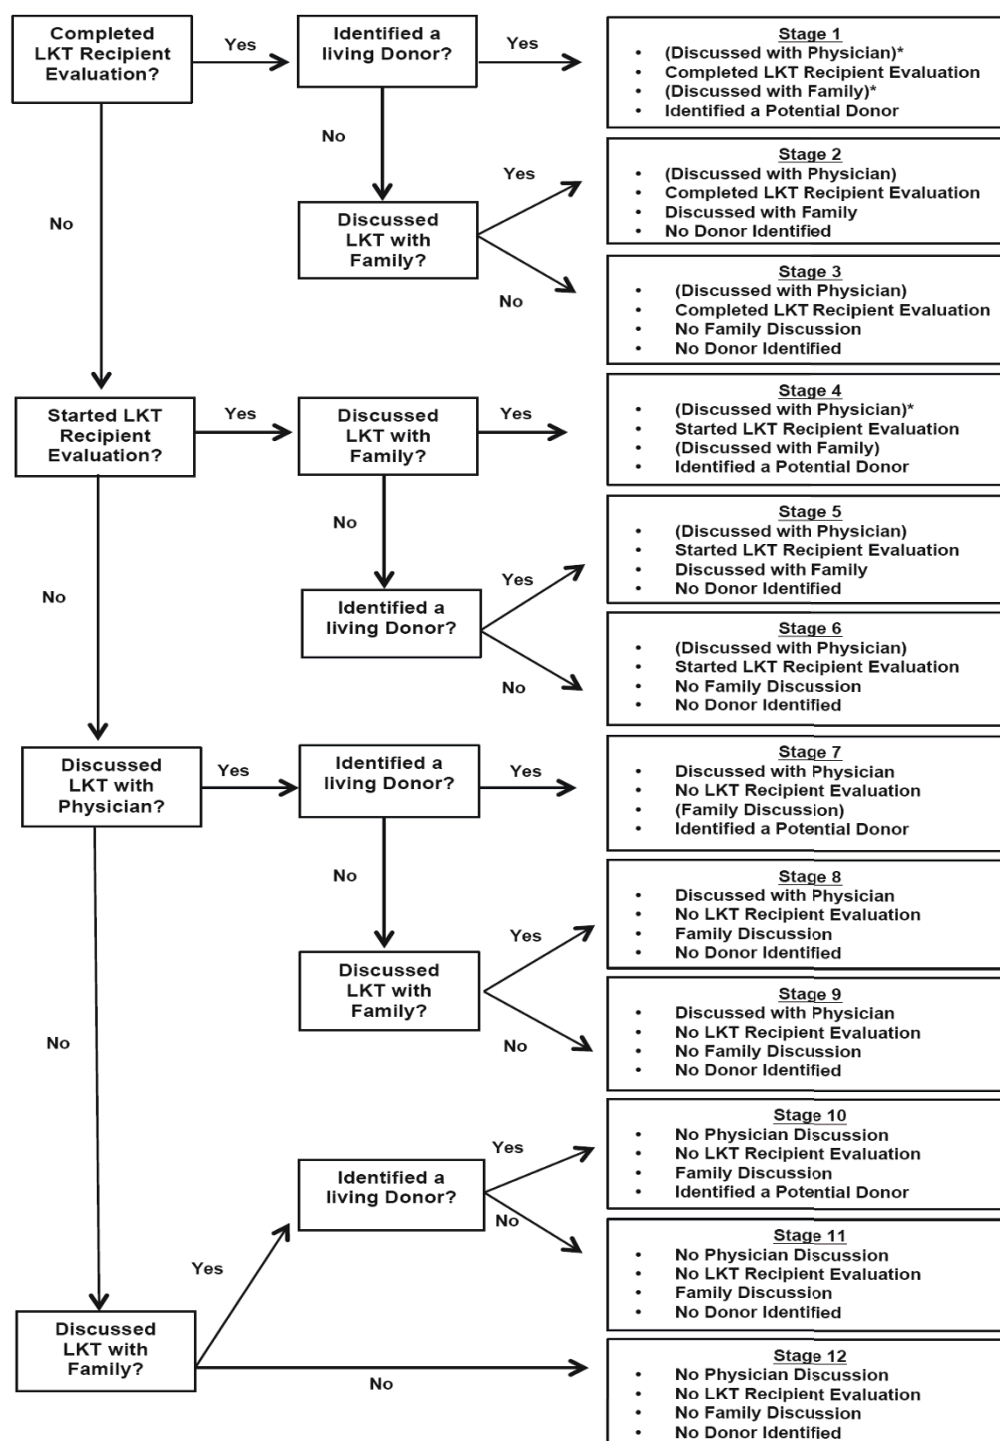 Completed
LKT Recipient
Evaluation?
Yes
Identified a
living Donor?
Yes
Stage 1
• (Discussed with Physician)*
• Completed LKT Recipient Evaluation
• (Discussed with Family)*
• Identified a Potential Donor
No
No
Discussed
LKT with
Family?
Yes
Stage 2
• (Discussed with Physician)
• Completed LKT Recipient Evaluation
• Discussed with Family
• No Donor Identified
No
Stage 3
• (Discussed with Physician)
• Completed LKT Recipient Evaluation
• No Family Discussion
• No Donor Identified
Started LKT
Recipient
Evaluation?
Yes
Discussed
LKT with
Family?
Yes
Stage 4
• (Discussed with Physician)*
• Started LKT Recipient Evaluation
• (Discussed with Family)
• Identified a Potential Donor
No
No
Identified a
living Donor?
Yes
Stage 5
• (Discussed with Physician)
• Started LKT Recipient Evaluation
• Discussed with Family
• No Donor Identified
No
Stage 6
• (Discussed with Physician)
• Started LKT Recipient Evaluation
• No Family Discussion
• No Donor Identified
Discussed
LKT with
Physician?
Yes
Identified a
living Donor?
Yes
Stage 7
• Discussed with Physician
• No LKT Recipient Evaluation
• (Family Discussion)
• Identified a Potential Donor
No
No
Discussed
LKT with
Family?
Yes
Stage 8
• Discussed with Physician
• No LKT Recipient Evaluation
• Family Discussion
• No Donor Identified
No
Stage 9
• Discussed with Physician
• No LKT Recipient Evaluation
• No Family Discussion
• No Donor Identified
Discussed
LKT with
Family?
Yes
Identified a
living Donor?
Yes
Stage 10
• No Physician Discussion
• No LKT Recipient Evaluation
• Family Discussion
• Identified a Potential Donor
No
Stage 11
• No Physician Discussion
• No LKT Recipient Evaluation
• Family Discussion
• No Donor Identified
No
Stage 12
• No Physician Discussion
• No LKT Recipient Evaluation
• No Family Discussion
• No Donor Identified